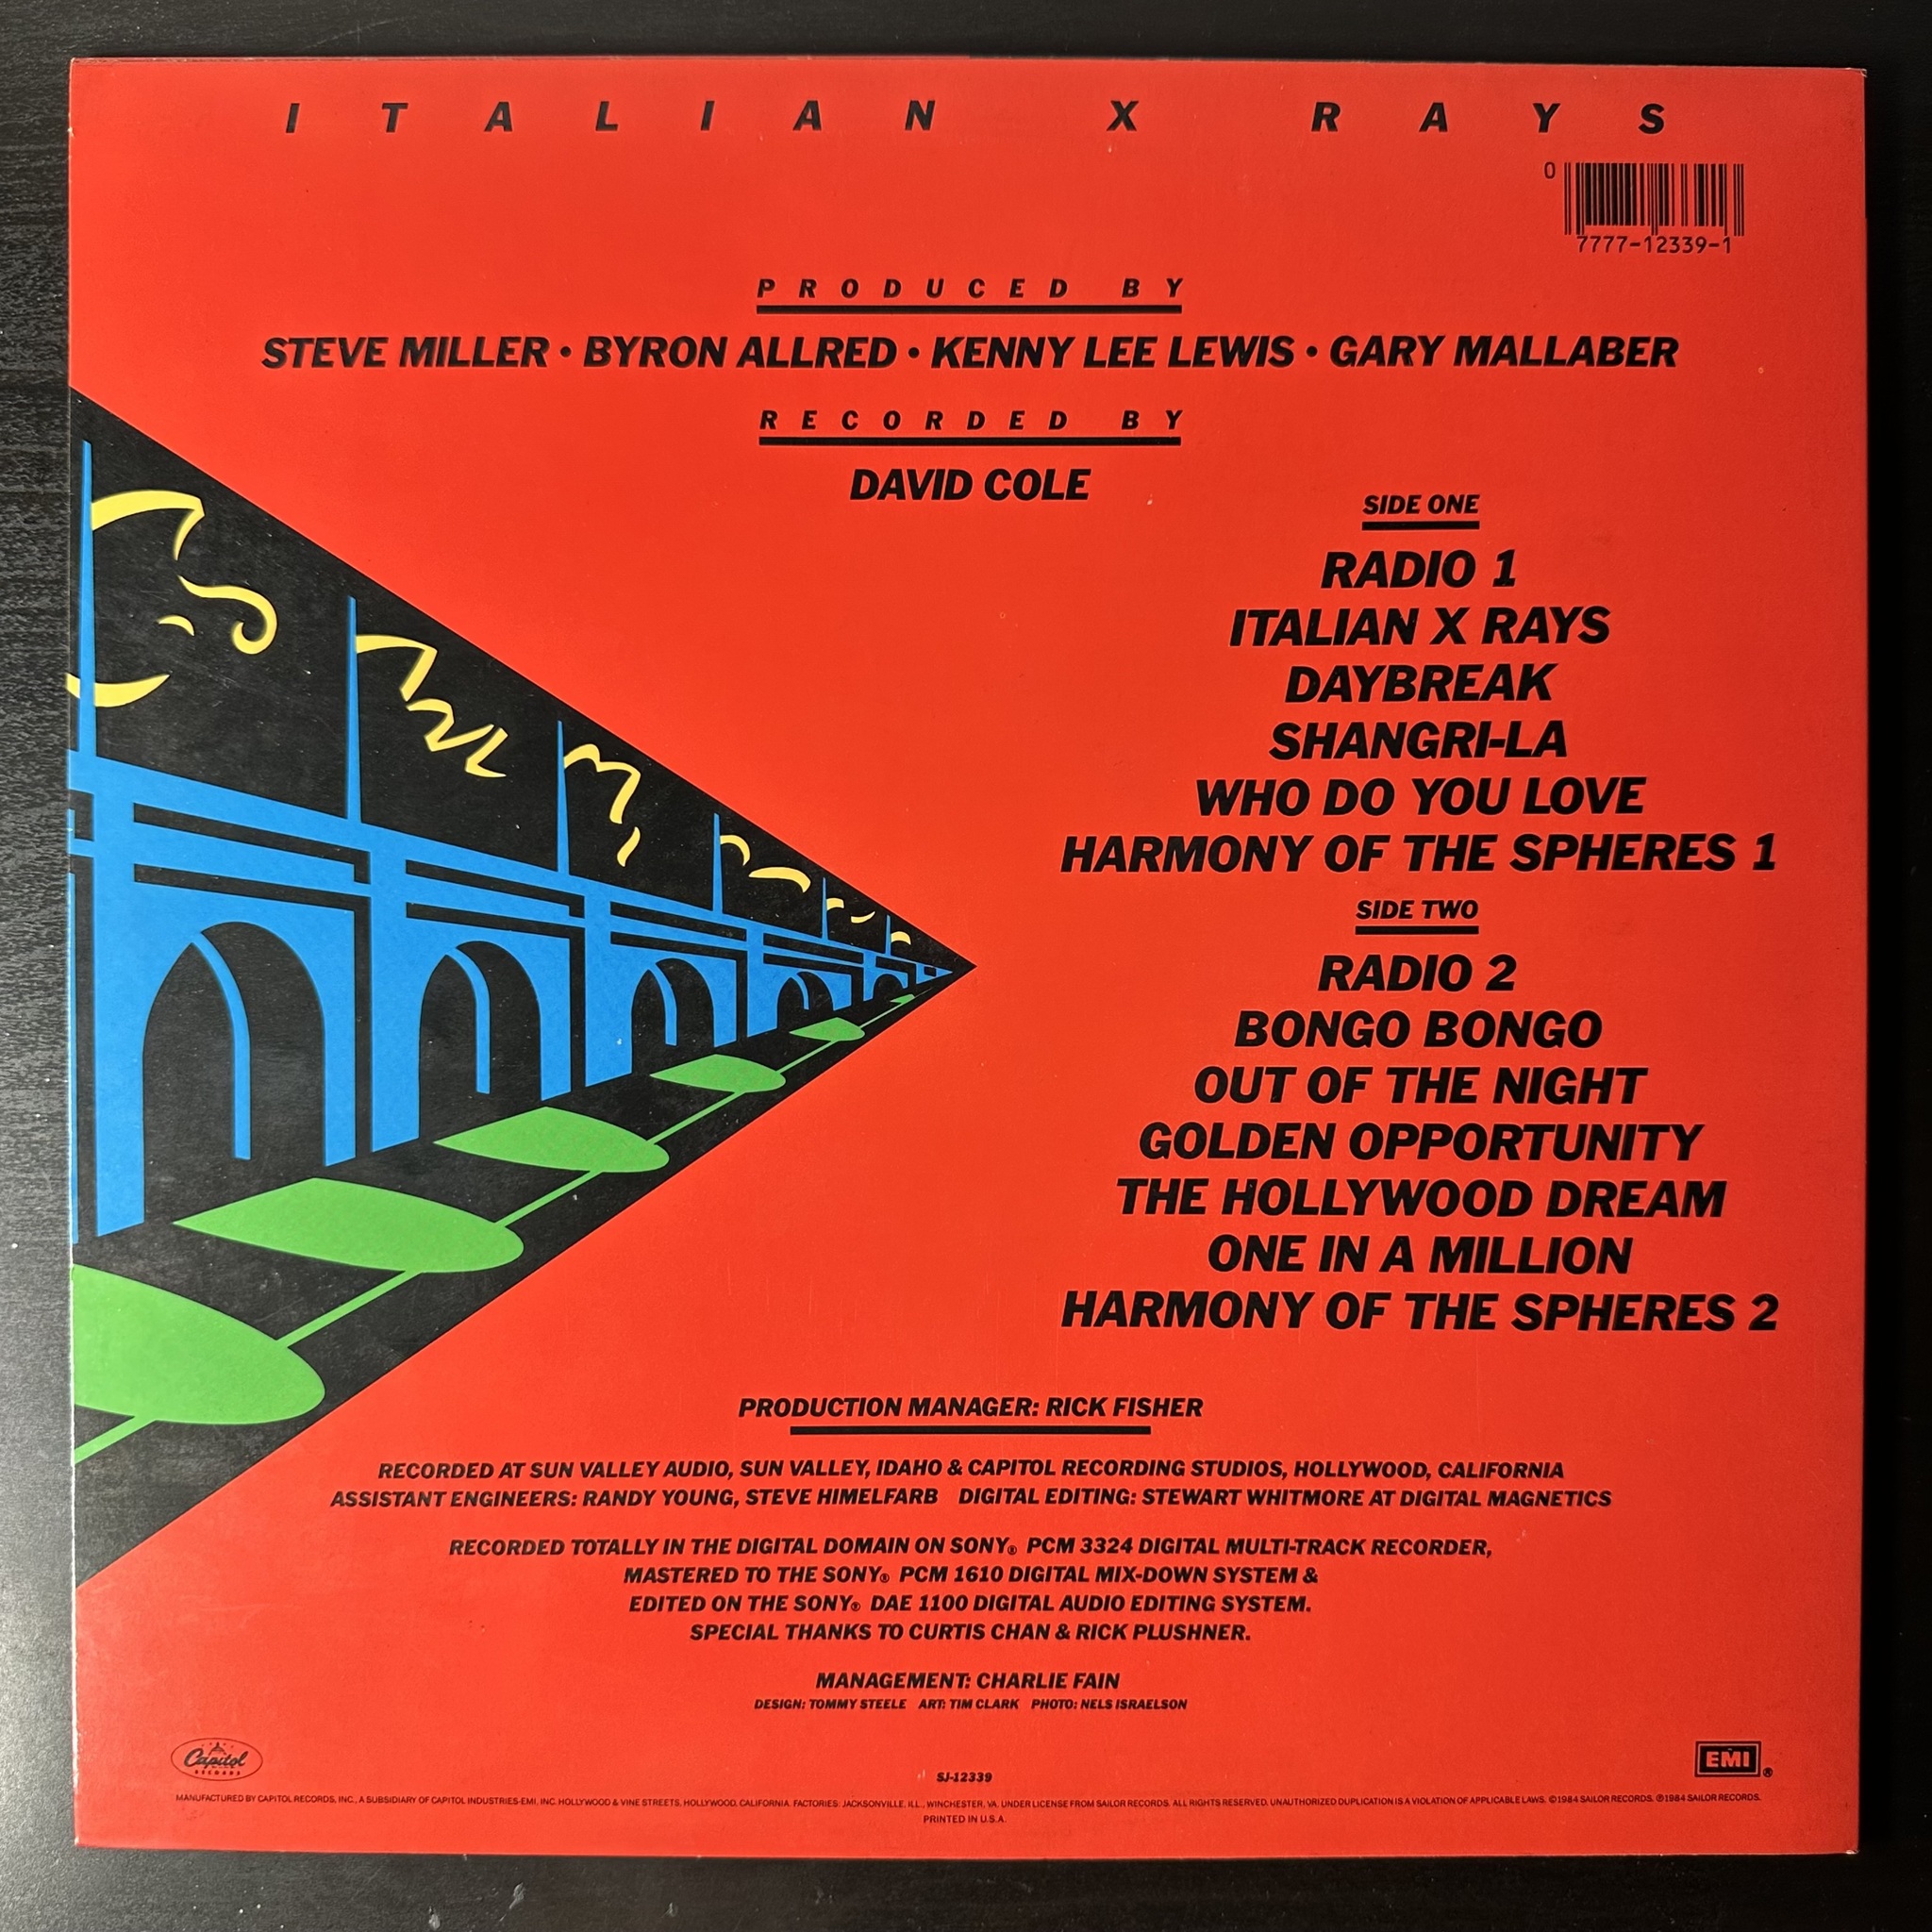 ITALIAN X RAYS
0
7777-12339-1
PRODUCED BY
STEVE MILLER • BYRON ALLRED • KENNY LEE LEWIS • GARY MALLABER
RECORDED BY
DAVID COLE
SIDE ONE
RADIO 1
ITALIAN X RAYS
DAYBREAK
SHANGRI-LA
WHO DO YOU LOVE
HARMONY OF THE SPHERES 1
SIDE TWO
RADIO 2
BONGO BONGO
OUT OF THE NIGHT
GOLDEN OPPORTUNITY
THE HOLLYWOOD DREAM
ONE IN A MILLION
HARMONY OF THE SPHERES 2
PRODUCTION MANAGER: RICK FISHER
RECORDED AT SUN VALLEY AUDIO, SUN VALLEY, IDAHO & CAPITOL RECORDING STUDIOS, HOLLYWOOD, CALIFORNIA
ASSISTANT ENGINEERS: RANDY YOUNG, STEVE HIMELFARB DIGITAL EDITING: STEWART WHITMORE AT DIGITAL MAGNETICS
RECORDED TOTALLY IN THE DIGITAL DOMAIN ON SONY® PCM 3324 DIGITAL MULTI-TRACK RECORDER,
MASTERED TO THE SONY® PCM 1610 DIGITAL MIX-DOWN SYSTEM &
EDITED ON THE SONY® DAE 1100 DIGITAL AUDIO EDITING SYSTEM.
SPECIAL THANKS TO CURTIS CHAN & RICK PLUSHNER.
MANAGEMENT: CHARLIE FAIN
DESIGN: TOMMY STEELE ART: TIM CLARK PHOTO: NELS ISRAELSON
Capitol
RECORDS
EMI®
SJ-12339
MANUFACTURED BY CAPITOL RECORDS, INC., A SUBSIDIARY OF CAPITOL INDUSTRIES-EMI, INC. HOLLYWOOD & VINE STREETS, HOLLYWOOD, CALIFORNIA. FACTORIES: JACKSONVILLE, ILL., WINCHESTER, VA. UNDER LICENSE FROM SAILOR RECORDS. ALL RIGHTS RESERVED. UNAUTHORIZED DUPLICATION IS A VIOLATION OF APPLICABLE LAWS. ©1984 SAILOR RECORDS. ℗1984 SAILOR RECORDS.
PRINTED IN U.S.A.